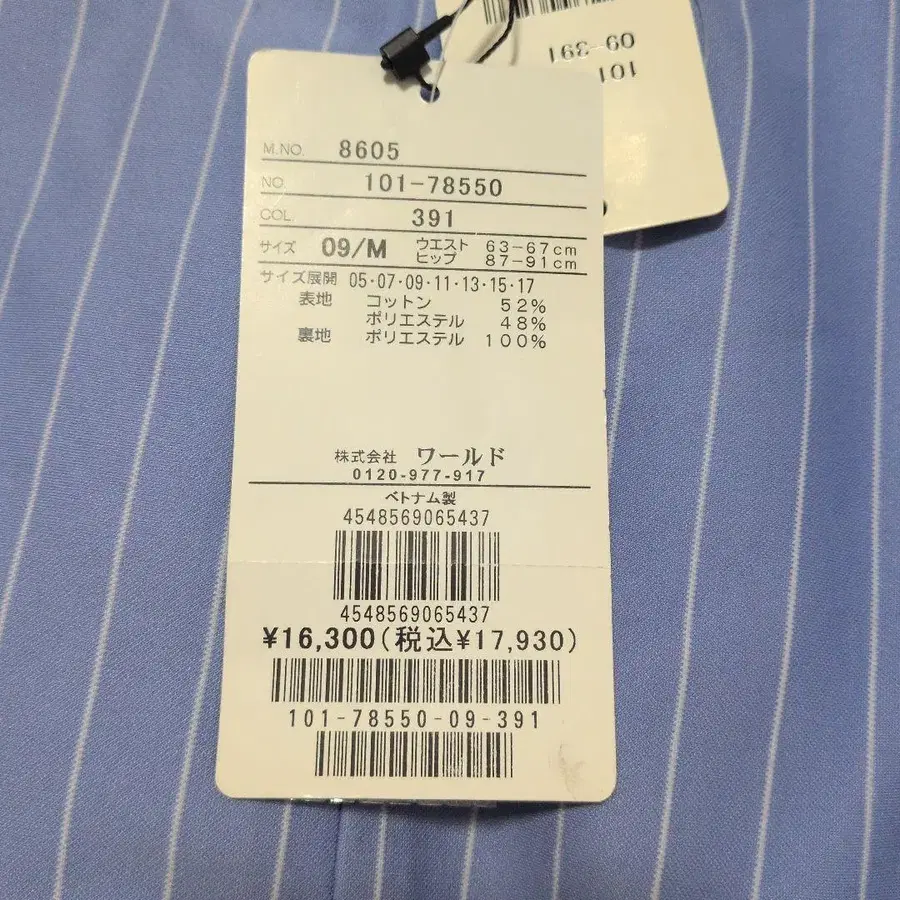 09-391
101
M.NO. 8605
NO. 101-78550
COL 391
サイズ 09/M ウエスト 63-67cm
ヒップ 87-91cm
サイズ展開 05・07・09・11・13・15・17
表地 コットン 52%
ポリエステル 48%
裏地 ポリエステル 100%
株式会社 ワールド
0120-977-917
ベトナム製
4548569065437
4548569065437
¥16,300(税込¥17,930)
101-78550-09-391